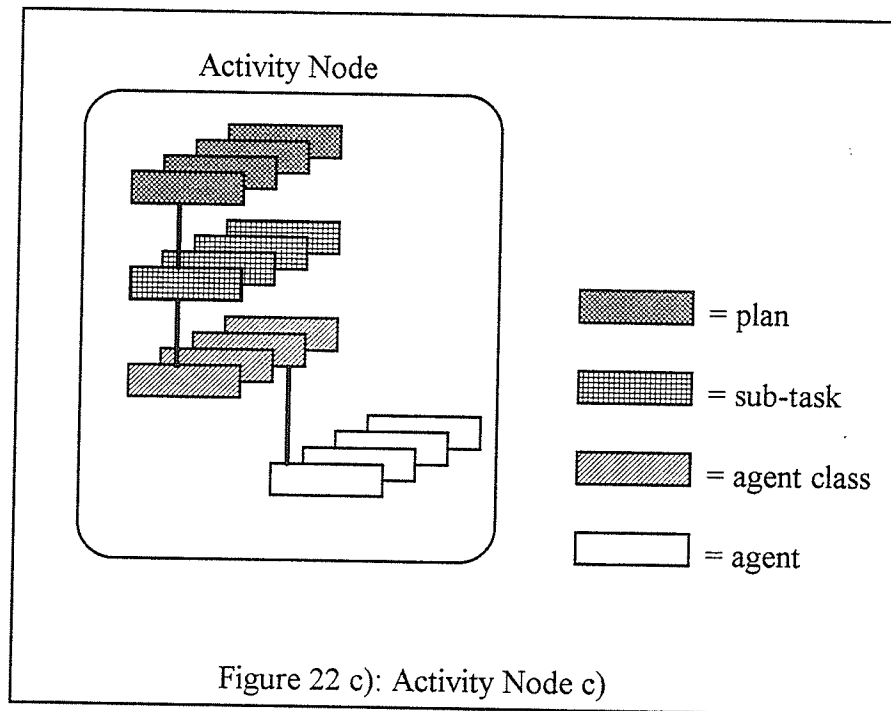 Activity Node
= plan
= sub-task
= agent class
= agent
Figure 22 c): Activity Node c)